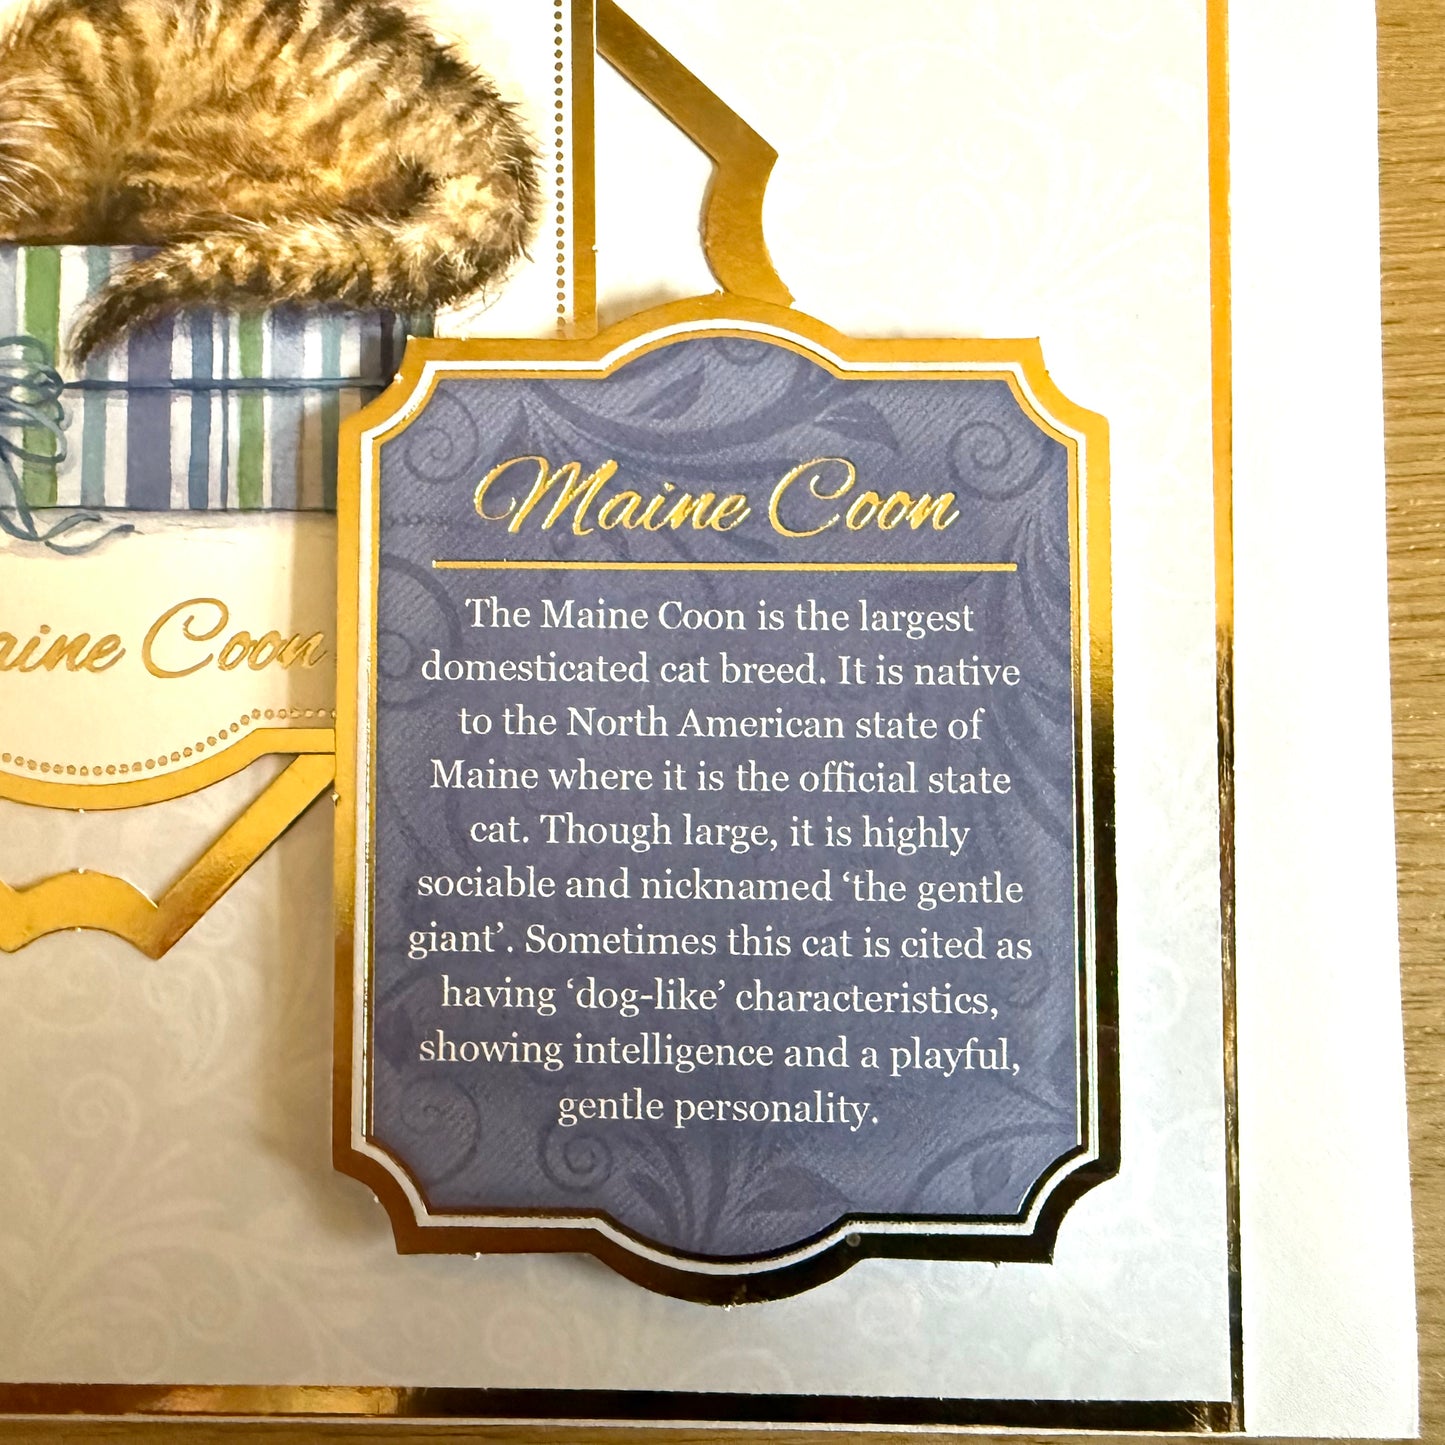 Maine Coon
The Maine Coon is the largest
domesticated cat breed. It is native
to the North American state of
Maine where it is the official state
cat. Though large, it is highly
sociable and nicknamed ‘the gentle
giant’. Sometimes this cat is cited as
having ‘dog-like’ characteristics,
showing intelligence and a playful,
gentle personality.
aine Coon